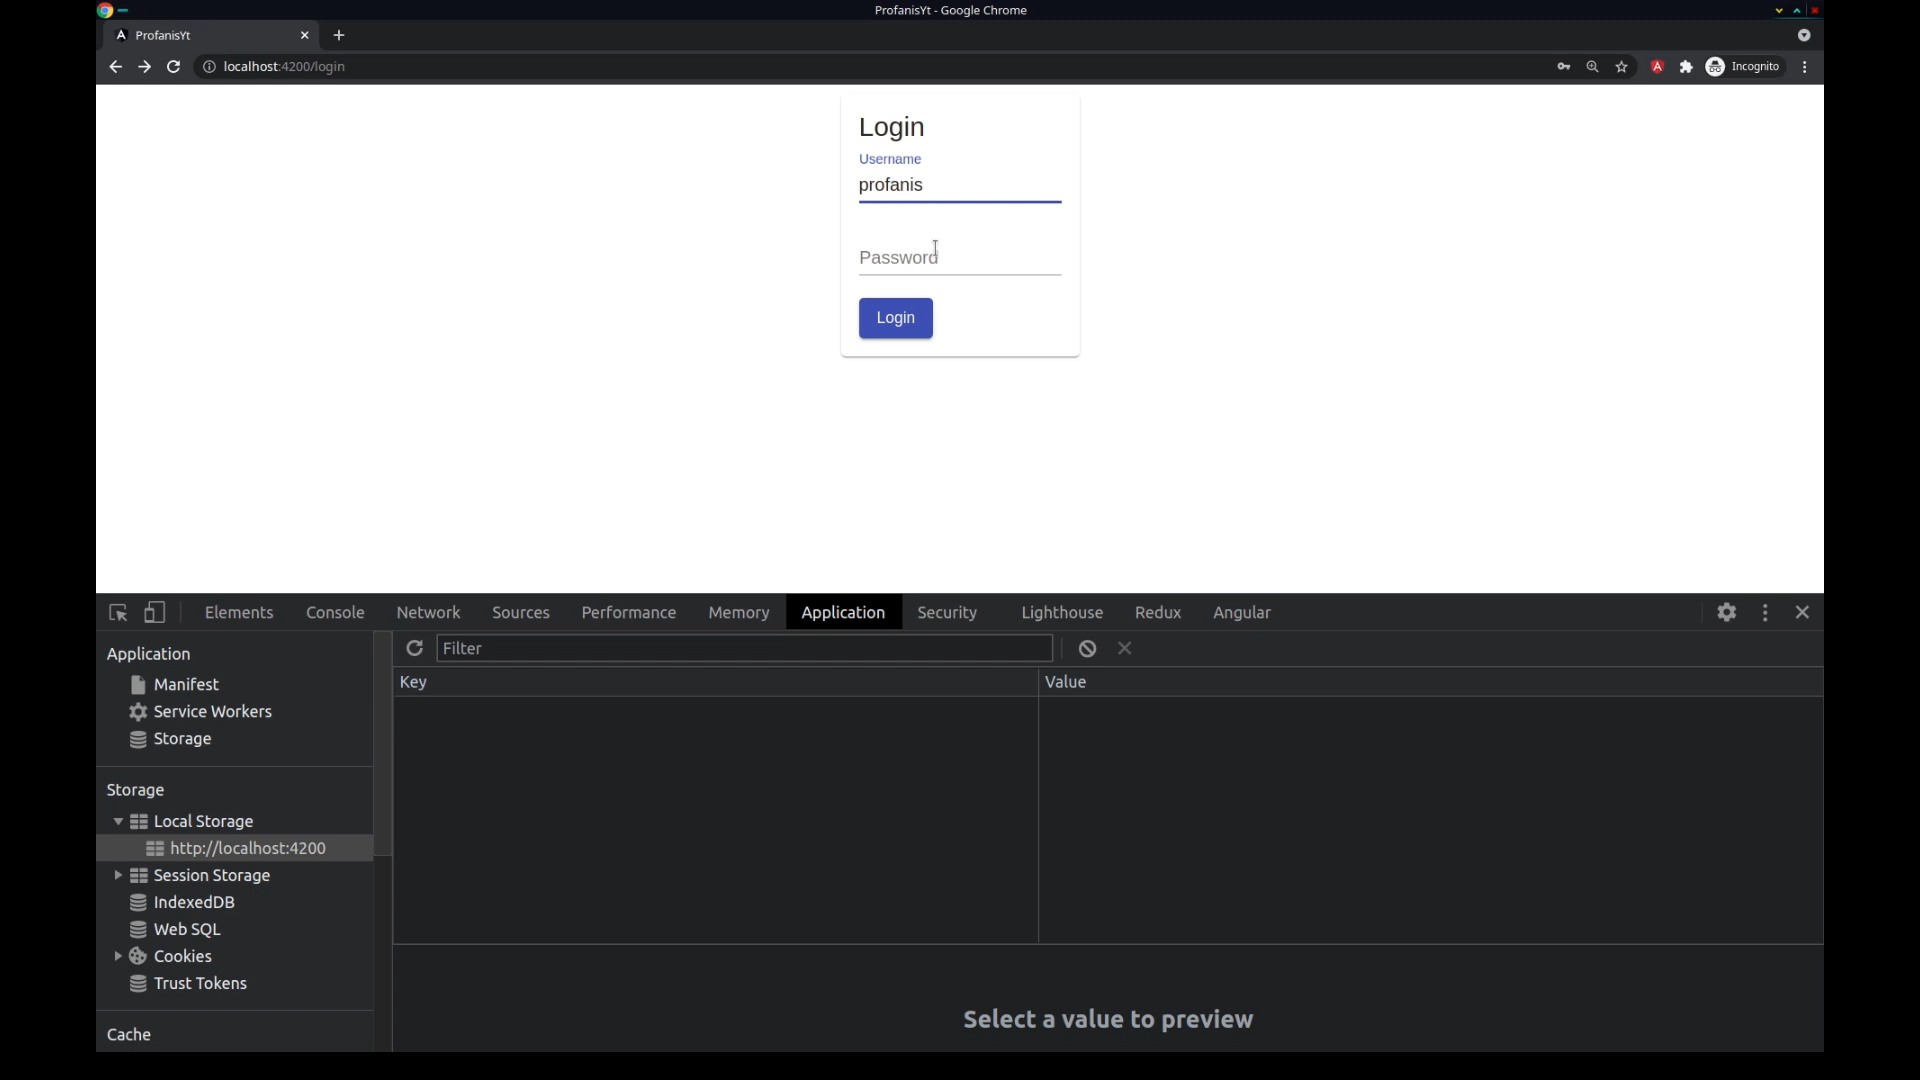 ProfanisYt - Google Chrome
ProfanisYt
localhost:4200/login
Incognito
Login
Username
profanis
Password
Login
Elements Console Network Sources Performance Memory Application Security Lighthouse Redux Angular
Application
Manifest
Service Workers
Storage
Storage
Local Storage
http://localhost:4200
Session Storage
IndexedDB
Web SQL
Cookies
Trust Tokens
Cache
Filter
Key Value
Select a value to preview